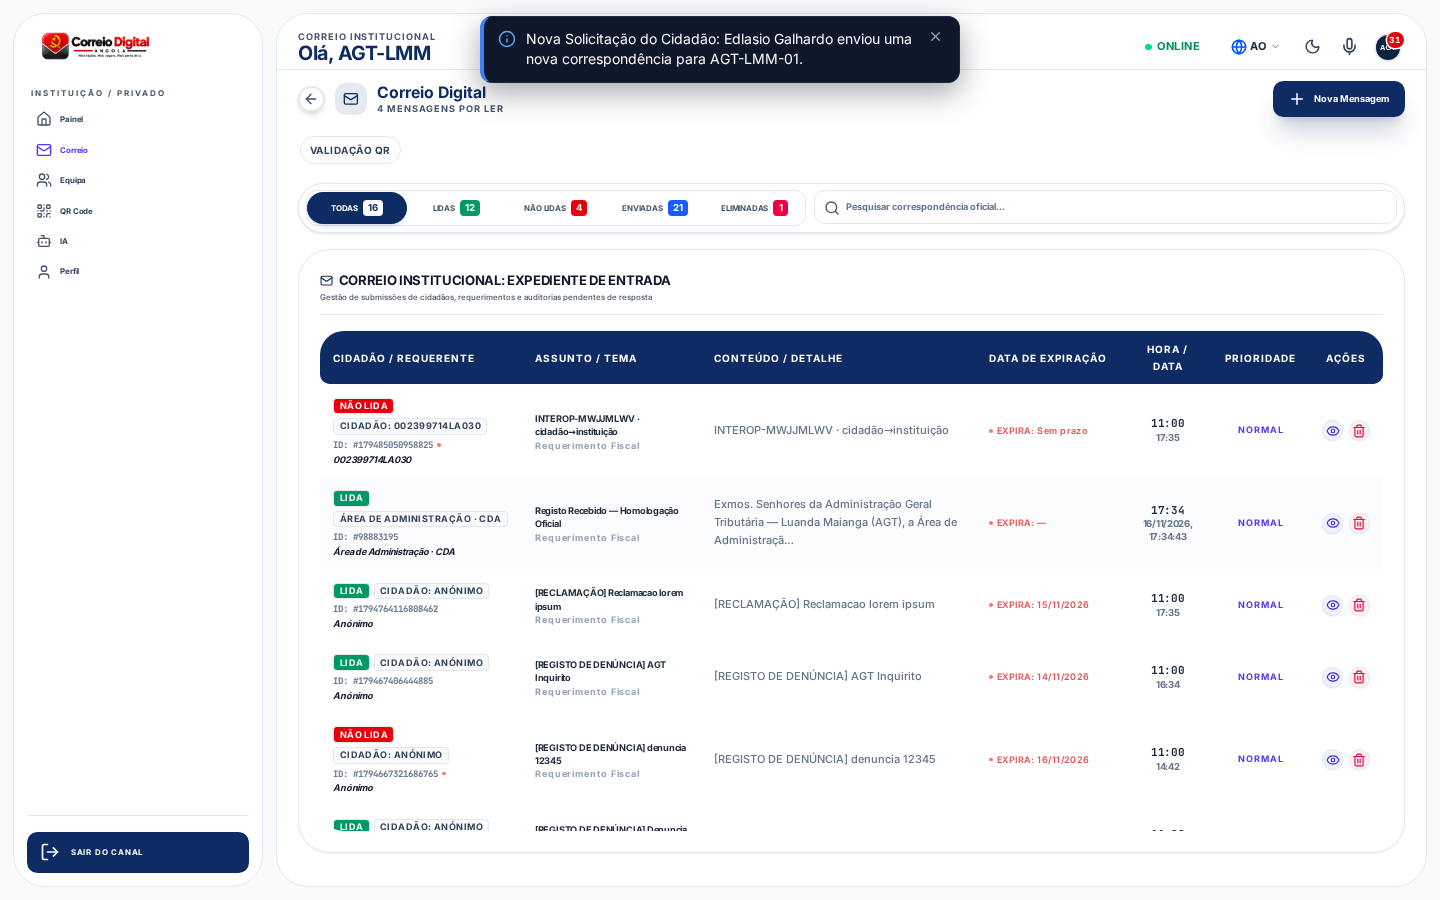 Correio Digital
ANGOLA
INSTITUIÇÃO / PRIVADO
Painel
Correio
Equipa
QR Code
IA
Perfil
SAIR DO CANAL
CORREIO INSTITUCIONAL
Olá, AGT-LMM
Nova Solicitação do Cidadão: Edlasio Galhardo enviou uma
nova correspondência para AGT-LMM-01.
ONLINE
AO
31
Correio Digital
4 MENSAGENS POR LER
Nova Mensagem
VALIDAÇÃO QR
TODAS 16
LIDAS 12
NÃO LIDAS 4
ENVIADAS 21
ELIMINADAS 1
Pesquisar correspondência oficial...
CORREIO INSTITUCIONAL: EXPEDIENTE DE ENTRADA
Gestão de submissões de cidadãos, requerimentos e auditorias pendentes de resposta
CIDADÃO / REQUERENTE
ASSUNTO / TEMA
CONTEÚDO / DETALHE
DATA DE EXPIRAÇÃO
HORA /
DATA
PRIORIDADE
AÇÕES
NÃO LIDA
CIDADÃO: 002399714LA030
ID: #179485050958825
002399714LA030
INTEROP-MWJJMLWV ·
cidadão→instituição
Requerimento Fiscal
INTEROP-MWJJMLWV · cidadão→instituição
EXPIRA: Sem prazo
11:00
17:35
NORMAL
LIDA
ÁREA DE ADMINISTRAÇÃO · CDA
ID: #98883195
Área de Administração · CDA
Registo Recebido — Homologação
Oficial
Requerimento Fiscal
Exmos. Senhores da Administração Geral
Tributária — Luanda Maianga (AGT), a Área de
Administraçã...
EXPIRA: —
17:34
16/11/2026,
17:34:43
NORMAL
LIDA
CIDADÃO: ANÓNIMO
ID: #1794764116808462
Anónimo
[RECLAMAÇÃO] Reclamacao lorem
ipsum
Requerimento Fiscal
[RECLAMAÇÃO] Reclamacao lorem ipsum
EXPIRA: 15/11/2026
11:00
17:35
NORMAL
LIDA
CIDADÃO: ANÓNIMO
ID: #179467406444885
Anónimo
[REGISTO DE DENÚNCIA] AGT
Inquirito
Requerimento Fiscal
[REGISTO DE DENÚNCIA] AGT Inquirito
EXPIRA: 14/11/2026
11:00
16:34
NORMAL
NÃO LIDA
CIDADÃO: ANÓNIMO
ID: #1794667321686765
Anónimo
[REGISTO DE DENÚNCIA] denuncia
12345
Requerimento Fiscal
[REGISTO DE DENÚNCIA] denuncia 12345
EXPIRA: 16/11/2026
11:00
14:42
NORMAL
LIDA
CIDADÃO: ANÓNIMO
[REGISTO DE DENÚNCIA] Denuncia